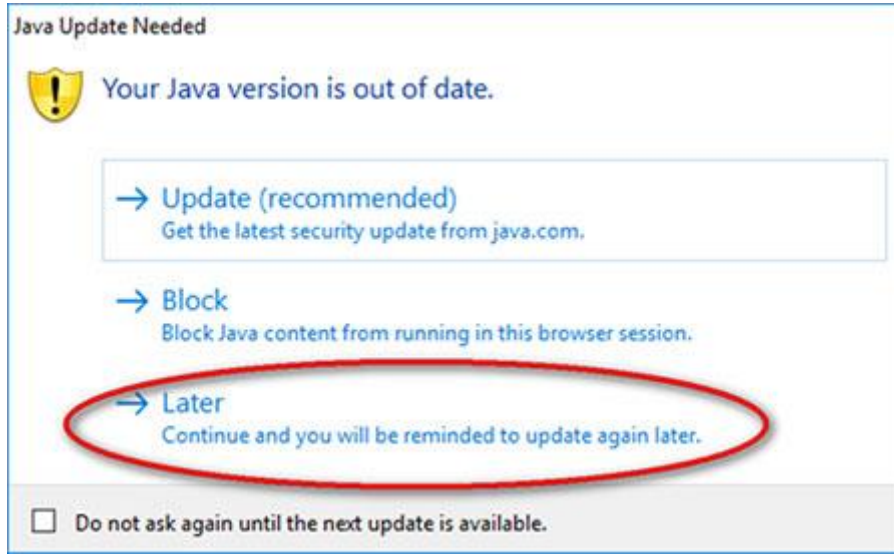 Java Update Needed
Your Java version is out of date.
Update (recommended)
Get the latest security update from java.com.
Block
Block Java content from running in this browser session.
Later
Continue and you will be reminded to update again later.
Do not ask again until the next update is available.